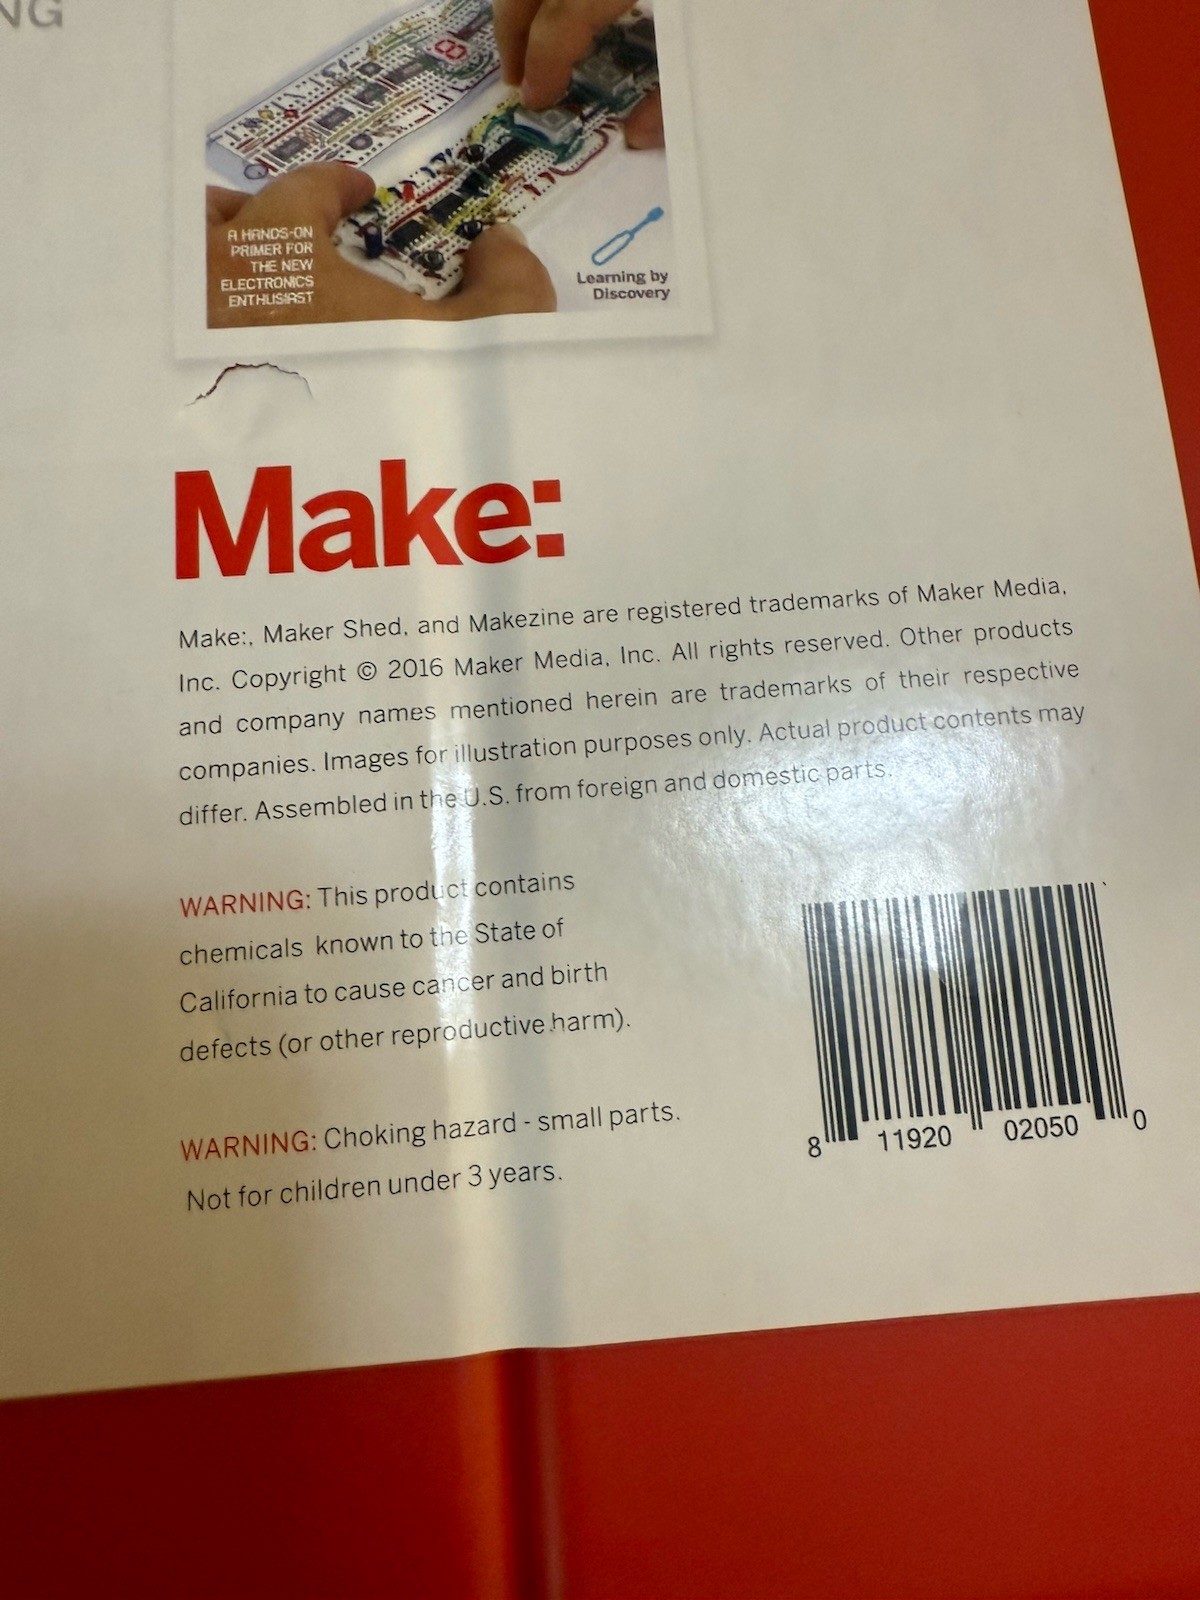 NG
8
A HANDS-ON
PRIMER FOR
THE NEW
ELECTRONICS
ENTHUSIAST
Learning by
Discovery
Make:
Make:, Maker Shed, and Makezine are registered trademarks of Maker Media,
Inc. Copyright © 2016 Maker Media, Inc. All rights reserved. Other products
and company names mentioned herein are trademarks of their respective
companies. Images for illustration purposes only. Actual product contents may
differ. Assembled in the U.S. from foreign and domestic parts.
WARNING: This product contains
chemicals known to the State of
California to cause cancer and birth
defects (or other reproductive harm).
WARNING: Choking hazard - small parts.
Not for children under 3 years.
8 11920 02050 0